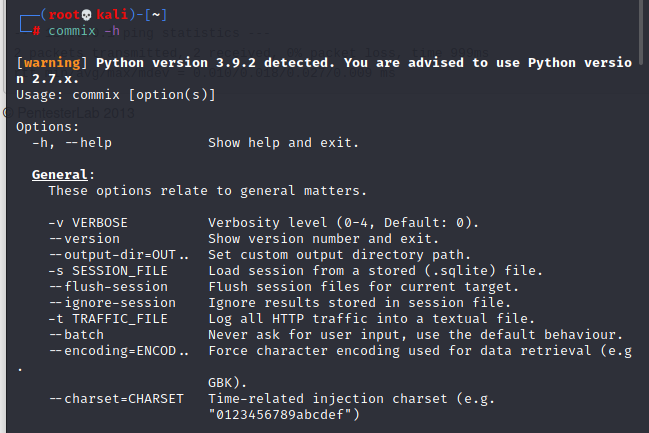 (root💀kali)-[~]
# commix -h
[warning] Python version 3.9.2 detected. You are advised to use Python versio
n 2.7.x.
Usage: commix [option(s)]
© PentesterLab 2013
Options:
-h, --help Show help and exit.
General:
These options relate to general matters.
-v VERBOSE Verbosity level (0-4, Default: 0).
--version Show version number and exit.
--output-dir=OUT.. Set custom output directory path.
-s SESSION_FILE Load session from a stored (.sqlite) file.
--flush-session Flush session files for current target.
--ignore-session Ignore results stored in session file.
-t TRAFFIC_FILE Log all HTTP traffic into a textual file.
--batch Never ask for user input, use the default behaviour.
--encoding=ENCOD.. Force character encoding used for data retrieval (e.g
.
GBK).
--charset=CHARSET Time-related injection charset (e.g.
"0123456789abcdef")